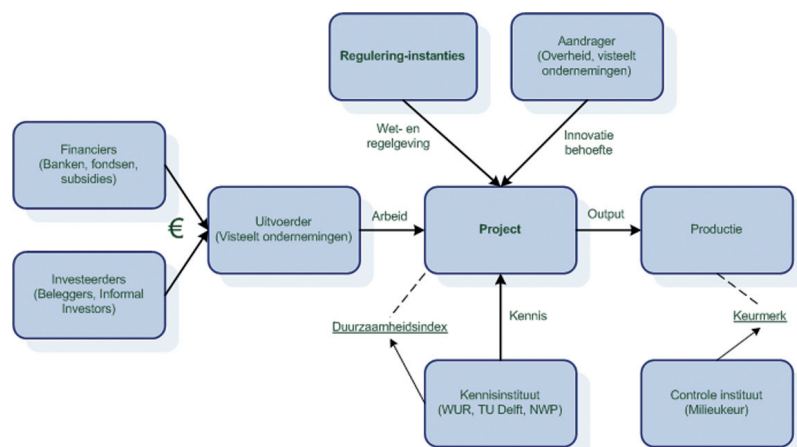 Regulering-instanties
Aandrager
(Overheid, visteelt
ondernemingen)
Wet- en
regelgeving
Innovatie
behoefte
Financiers
(Banken, fondsen,
subsidies)
€
Investeerders
(Beleggers, Informal
Investors)
Uitvoerder
(Visteelt ondernemingen)
Arbeid
Project
Output
Productie
Duurzaamheidsindex
Kennis
Keurmerk
Kennisinstituut
(WUR, TU Delft, NWP)
Controle instituut
(Milieukeur)